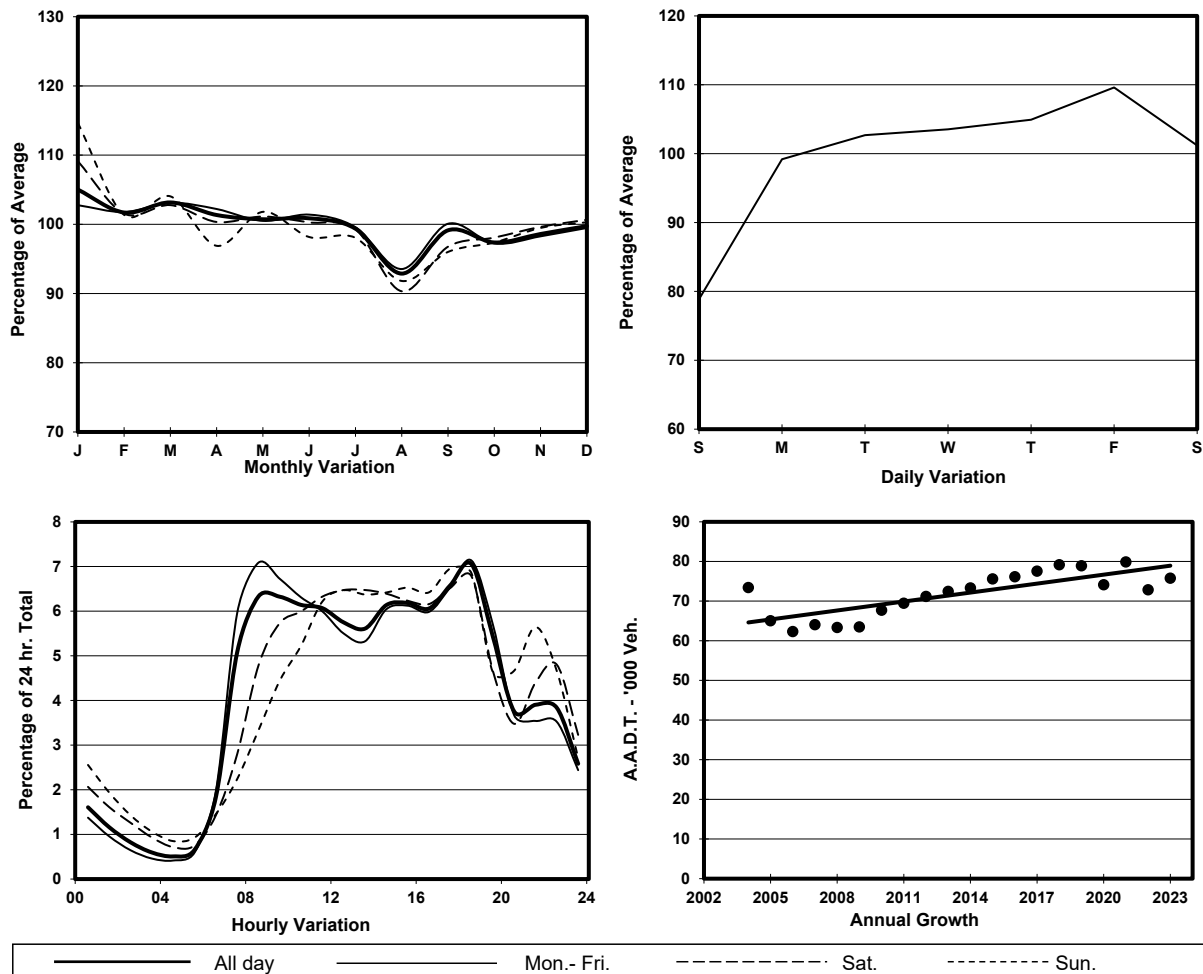 130
120
110
100
90
80
70
Percentage of Average
J F M A M J J A S O N D
Monthly Variation
120
110
100
90
80
70
60
Percentage of Average
S M T W T F S
Daily Variation
8
7
6
5
4
3
2
1
0
Percentage of 24 hr. Total
00 04 08 12 16 20 24
Hourly Variation
90
80
70
60
50
40
30
20
10
0
A.A.D.T. - '000 Veh.
2002 2005 2008 2011 2014 2017 2020 2023
Annual Growth
All day Mon.- Fri. Sat. Sun.